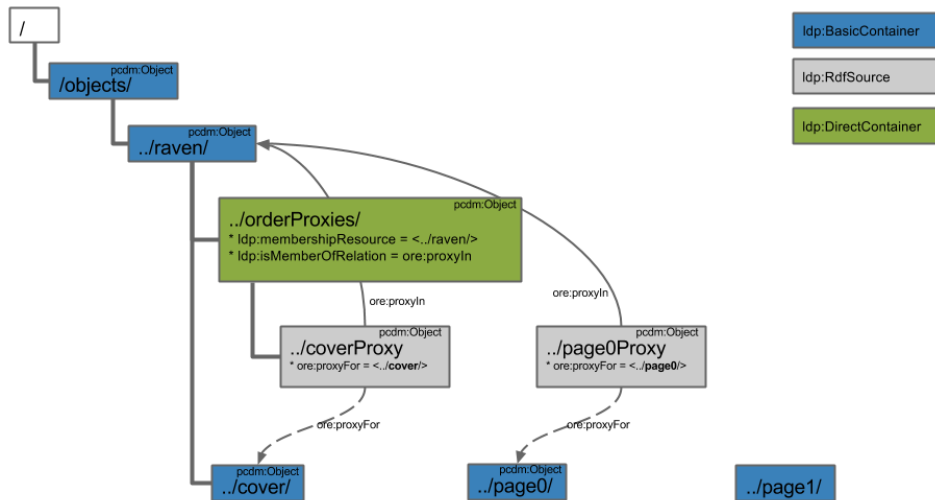 /
ldp:BasicContainer
pcdm:Object
/objects/
ldp:RdfSource
ldp:DirectContainer
pcdm:Object
../raven/
pcdm:Object
../orderProxies/
* ldp:membershipResource = <../raven/>
* ldp:isMemberOfRelation = ore:proxyIn
ore:proxyIn
ore:proxyIn
pcdm:Object
../coverProxy
* ore:proxyFor = <../cover/>
pcdm:Object
../page0Proxy
* ore:proxyFor = <../page0/>
ore:proxyFor
ore:proxyFor
pcdm:Object
../cover/
pcdm:Object
../page0/
../page1/